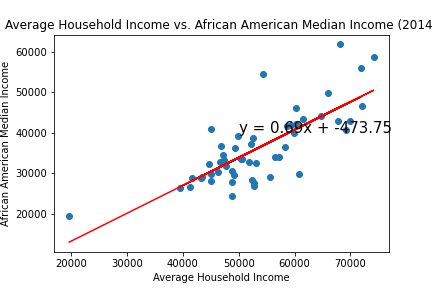 Average Household Income vs. African American Median Income (2014
African American Median Income
60000
50000
40000
30000
20000
y = 0.69x + -473.75
20000 30000 40000 50000 60000 70000
Average Household Income